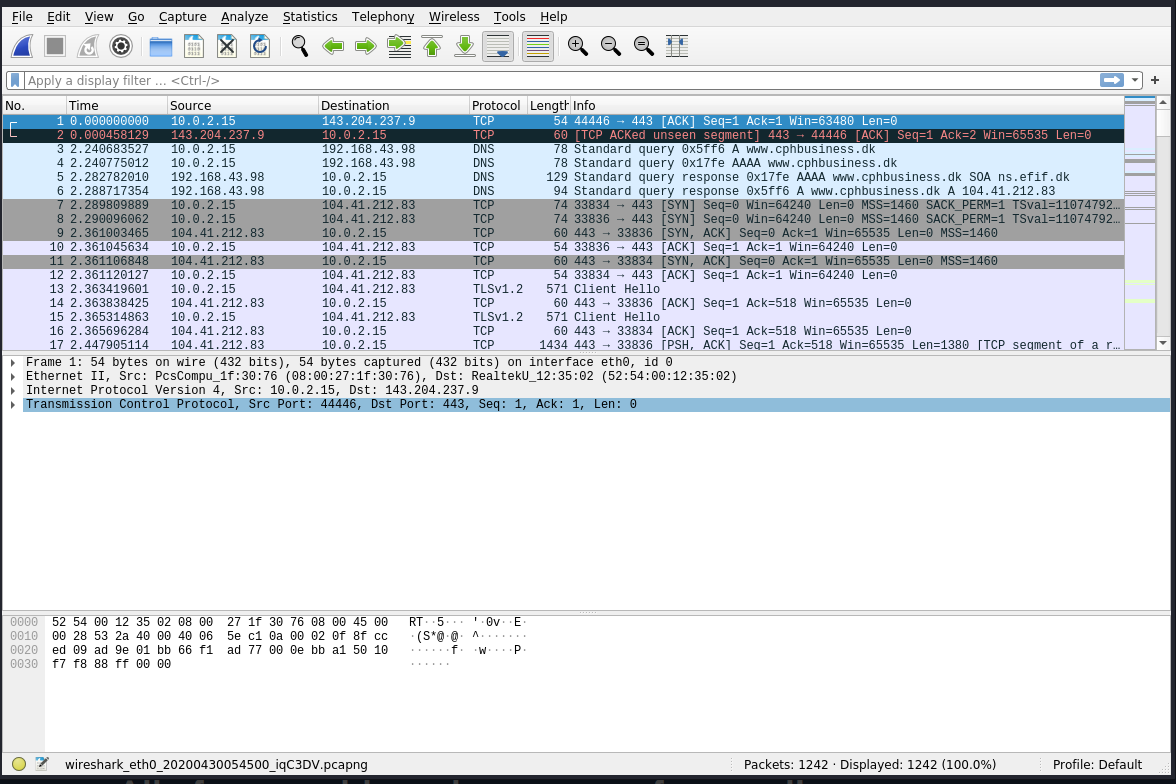 File Edit View Go Capture Analyze Statistics Telephony Wireless Tools Help
Apply a display filter … <Ctrl-/>
No. Time Source Destination Protocol Length Info
1 0.000000000 10.0.2.15 143.204.237.9 TCP 54 44446 → 443 [ACK] Seq=1 Ack=1 Win=63480 Len=0
2 0.000458129 143.204.237.9 10.0.2.15 TCP 60 [TCP ACKed unseen segment] 443 → 44446 [ACK] Seq=1 Ack=2 Win=65535 Len=0
3 2.240683527 10.0.2.15 192.168.43.98 DNS 78 Standard query 0x5ff6 A www.cphbusiness.dk
4 2.240775012 10.0.2.15 192.168.43.98 DNS 78 Standard query 0x17fe AAAA www.cphbusiness.dk
5 2.282782010 192.168.43.98 10.0.2.15 DNS 129 Standard query response 0x17fe AAAA www.cphbusiness.dk SOA ns.efif.dk
6 2.288717354 192.168.43.98 10.0.2.15 DNS 94 Standard query response 0x5ff6 A www.cphbusiness.dk A 104.41.212.83
7 2.289809889 10.0.2.15 104.41.212.83 TCP 74 33834 → 443 [SYN] Seq=0 Win=64240 Len=0 MSS=1460 SACK_PERM=1 TSval=11074792…
8 2.290096062 10.0.2.15 104.41.212.83 TCP 74 33836 → 443 [SYN] Seq=0 Win=64240 Len=0 MSS=1460 SACK_PERM=1 TSval=11074792…
9 2.361003465 104.41.212.83 10.0.2.15 TCP 60 443 → 33836 [SYN, ACK] Seq=0 Ack=1 Win=65535 Len=0 MSS=1460
10 2.361045634 10.0.2.15 104.41.212.83 TCP 54 33836 → 443 [ACK] Seq=1 Ack=1 Win=64240 Len=0
11 2.361106848 104.41.212.83 10.0.2.15 TCP 60 443 → 33834 [SYN, ACK] Seq=0 Ack=1 Win=65535 Len=0 MSS=1460
12 2.361120127 10.0.2.15 104.41.212.83 TCP 54 33834 → 443 [ACK] Seq=1 Ack=1 Win=64240 Len=0
13 2.363419601 10.0.2.15 104.41.212.83 TLSv1.2 571 Client Hello
14 2.363838425 104.41.212.83 10.0.2.15 TCP 60 443 → 33836 [ACK] Seq=1 Ack=518 Win=65535 Len=0
15 2.365314863 10.0.2.15 104.41.212.83 TLSv1.2 571 Client Hello
16 2.365696284 104.41.212.83 10.0.2.15 TCP 60 443 → 33834 [ACK] Seq=1 Ack=518 Win=65535 Len=0
17 2.447905114 104.41.212.83 10.0.2.15 TCP 1434 443 → 33836 [PSH, ACK] Seq=1 Ack=518 Win=65535 Len=1380 [TCP segment of a r…
Frame 1: 54 bytes on wire (432 bits), 54 bytes captured (432 bits) on interface eth0, id 0
Ethernet II, Src: PcsCompu_1f:30:76 (08:00:27:1f:30:76), Dst: RealtekU_12:35:02 (52:54:00:12:35:02)
Internet Protocol Version 4, Src: 10.0.2.15, Dst: 143.204.237.9
Transmission Control Protocol, Src Port: 44446, Dst Port: 443, Seq: 1, Ack: 1, Len: 0
0000 52 54 00 12 35 02 08 00 27 1f 30 76 08 00 45 00 RT··5··· '·0v··E·
0010 00 28 53 2a 40 00 40 06 5e c1 0a 00 02 0f 8f cc ·(S*@·@· ^·······
0020 ed 09 ad 9e 01 bb 66 f1 ad 77 00 0e bb a1 50 10 ······f· ·w····P·
0030 f7 f8 88 ff 00 00 ······
wireshark_eth0_20200430054500_iqC3DV.pcapng Packets: 1242 · Displayed: 1242 (100.0%) Profile: Default